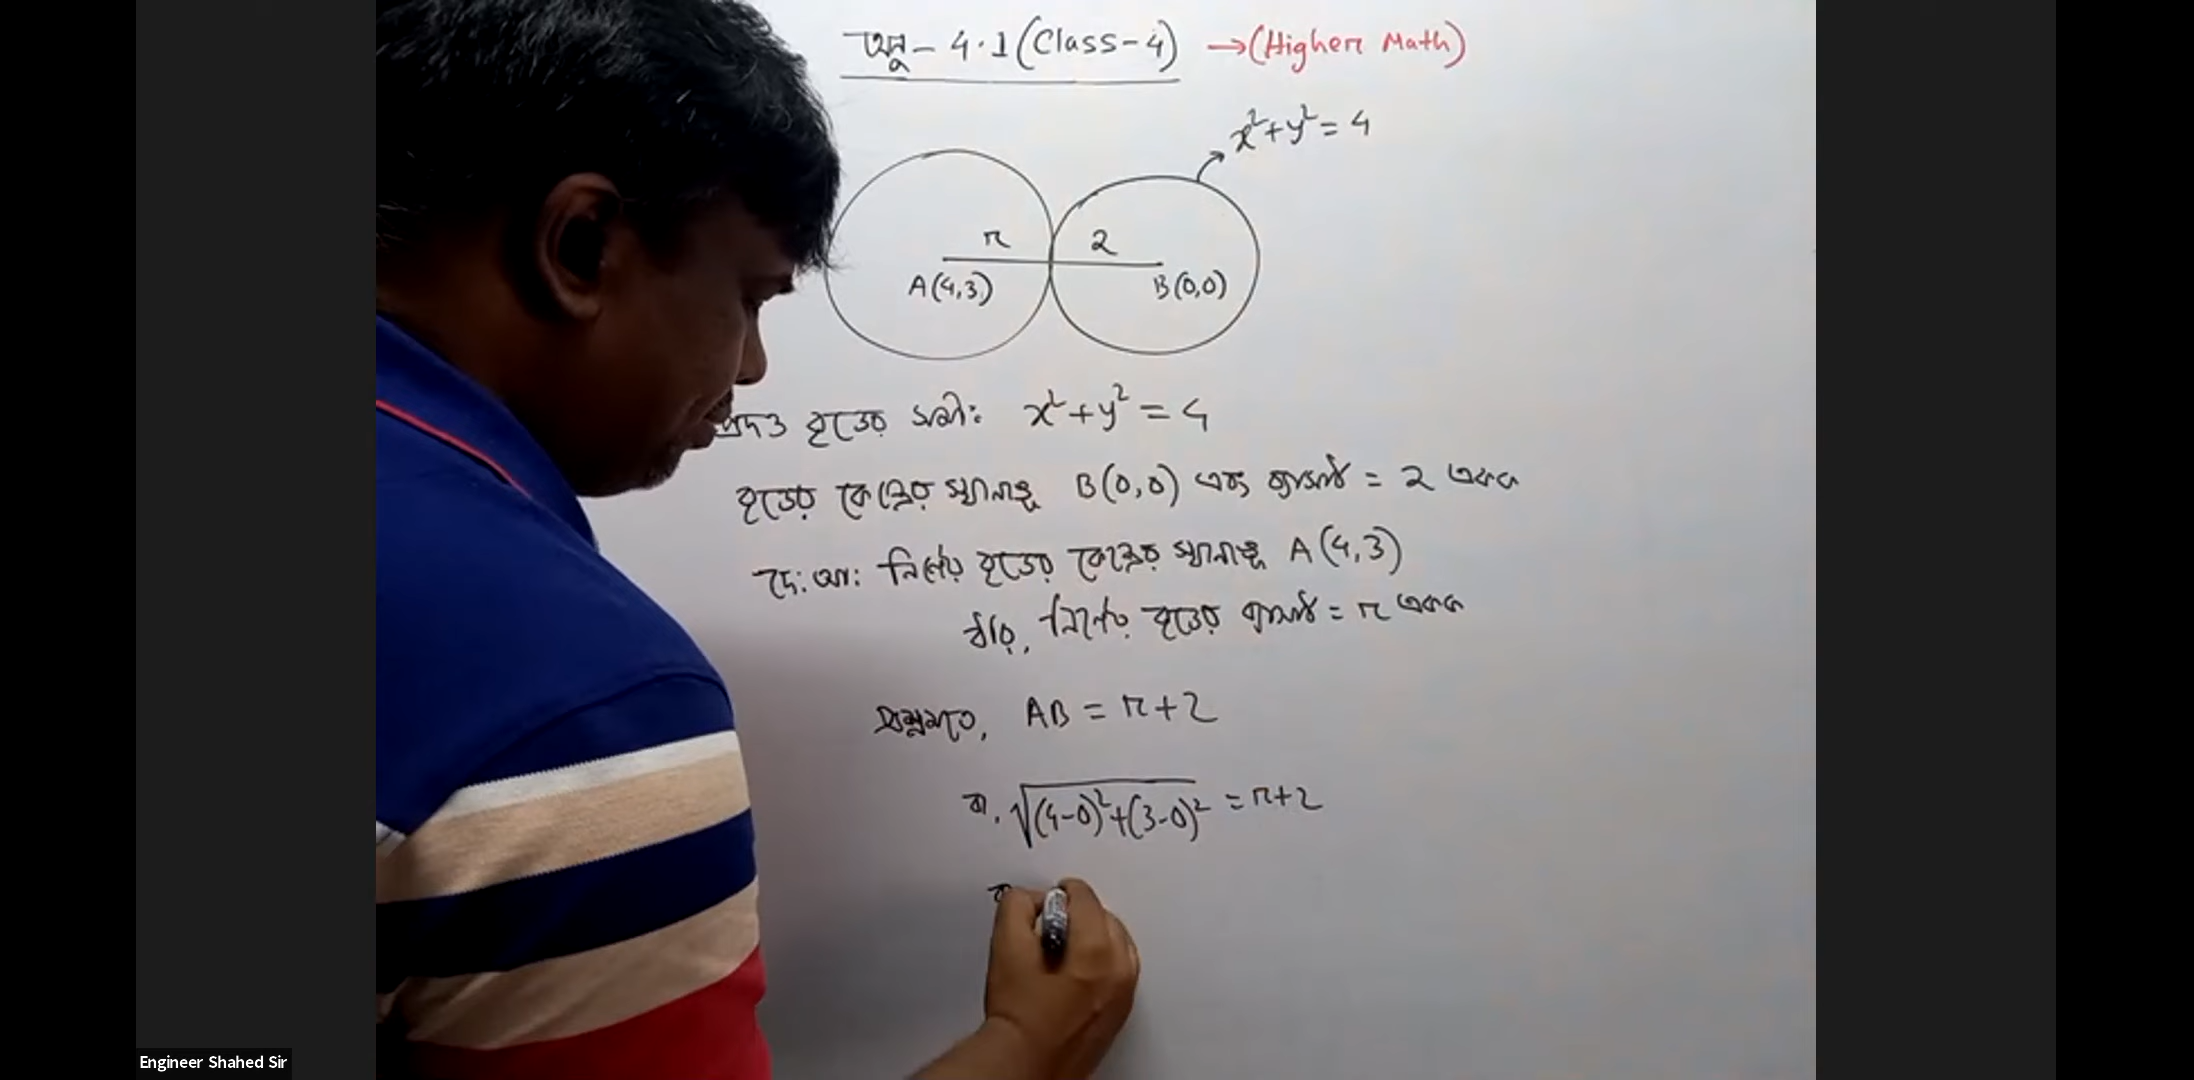 অনু- 4.1 (Class-4) →(Higher Math)
x²+y²= 4
r 2
A(4,3) B(0,0)
প্রদত্ত বৃত্তের সমী: x²+y² = 4
বৃত্তের কেন্দ্রের স্থানাঙ্ক B(0,0) এবং ব্যাসার্ধ = 2 একক
দে:আ: নির্ণেয় বৃত্তের কেন্দ্রের স্থানাঙ্ক A(4,3)
ধরি, নির্ণেয় বৃত্তের ব্যাসার্ধ = r একক
প্রশ্নমতে, AB = r+2
বা, √(4-0)²+(3-0)² = r+2
Engineer Shahed Sir